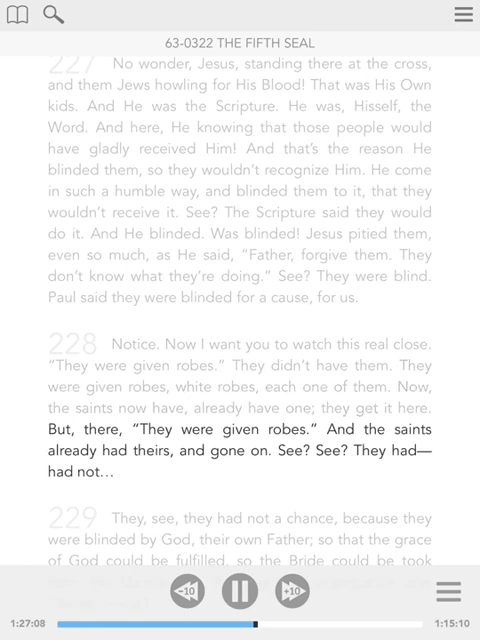 63-0322 THE FIFTH SEAL
227 No wonder, Jesus, standing there at the cross,
and them Jews howling for His Blood! That was His Own
kids. And He was the Scripture. He was, Hisself, the
Word. And here, He knowing that those people would
have gladly received Him! And that's the reason He
blinded them, so they wouldn't recognize Him. He come
in such a humble way, and blinded them to it, that they
wouldn't receive it. See? The Scripture said they would
do it. And He blinded. Was blinded! Jesus pitied them,
even so much, as He said, “Father, forgive them. They
don't know what they're doing.” See? They were blind.
Paul said they were blinded for a cause, for us.
228 Notice. Now I want you to watch this real close.
“They were given robes.” They didn't have them. They
were given robes, white robes, each one of them. Now,
the saints now have, already have one; they get it here.
But, there, “They were given robes.” And the saints
already had theirs, and gone on. See? See? They had—
had not…
229 They, see, they had not a chance, because they
were blinded by God, their own Father; so that the grace
of God could be fulfilled, so the Bride could be took
-10 +10
1:27:08 1:15:10